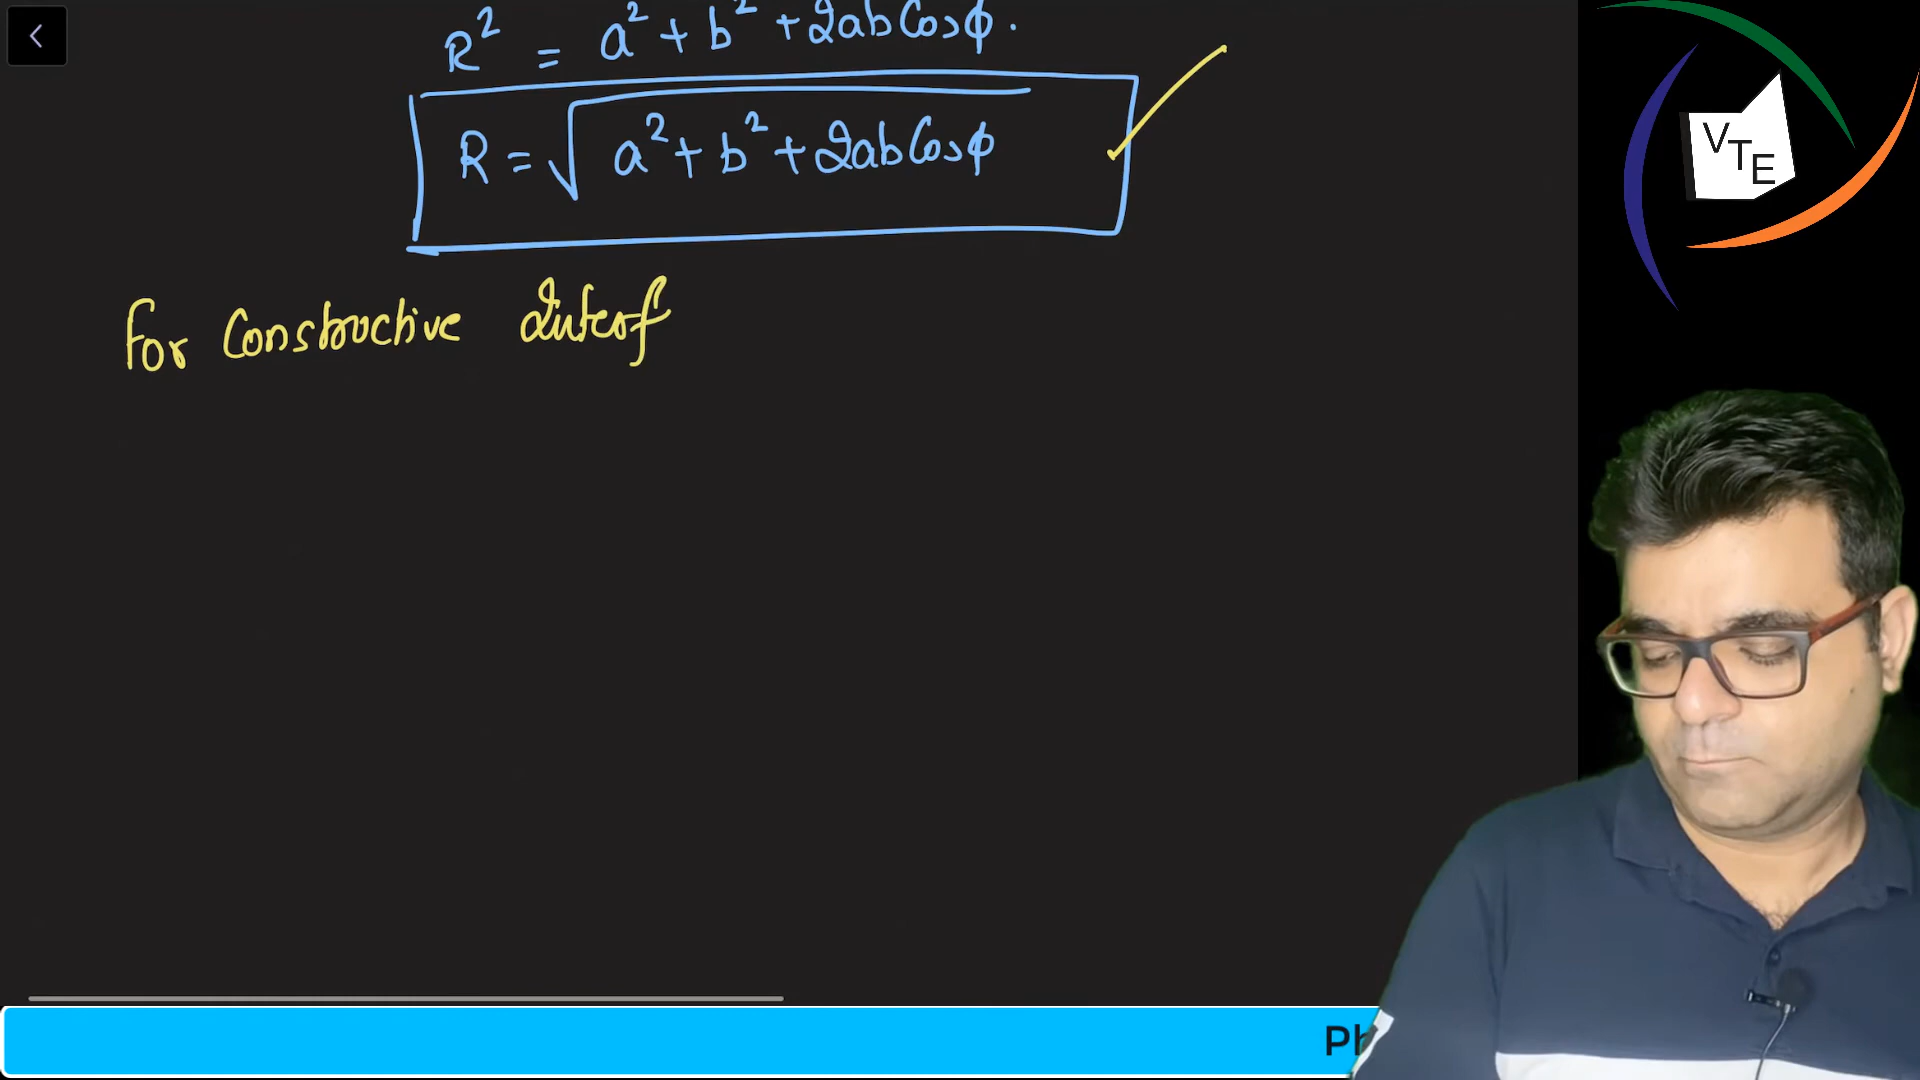 R² = a² + b² + 2ab Cosφ.
R = √a² + b² + 2ab Cosφ
For Constructive Interf
VTE
Ph